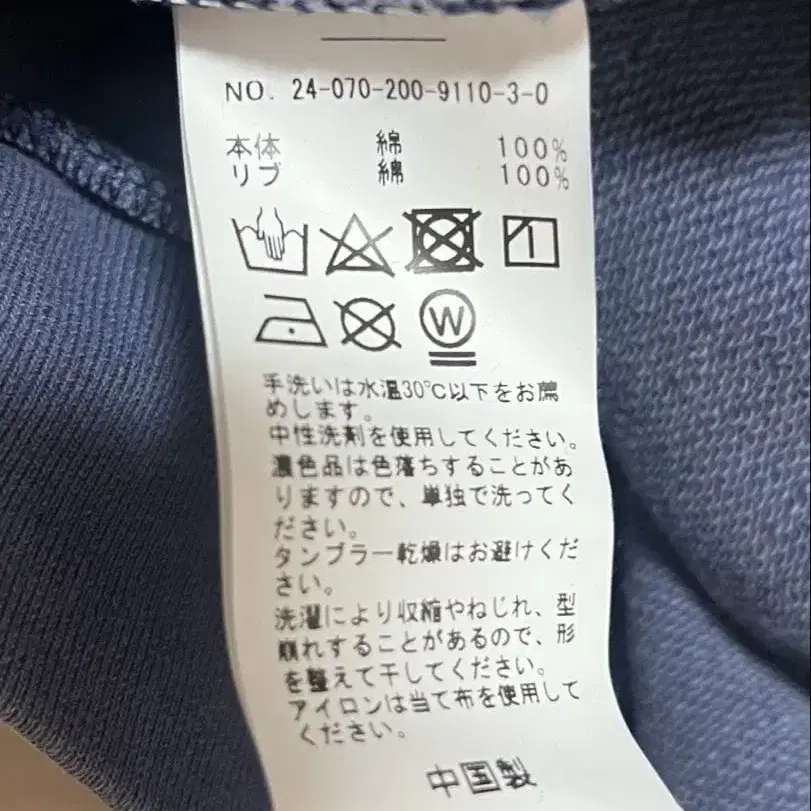 NO. 24-070-200-9110-3-0
本体 綿 100%
リブ 綿 100%
W
手洗いは水温30℃以下をお薦
めします。
中性洗剤を使用してください。
濃色品は色落ちすることがあ
りますので、単独で洗ってく
ださい。
タンブラー乾燥はお避けくだ
さい。
洗濯により収縮やねじれ、型
崩れすることがあるので、形
を整えて干してください。
アイロンは当て布を使用して
ください。
中国製